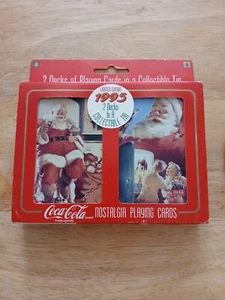 2 Decks of Playing Cards in a Collectible Tin
LIMITED EDITION
1995
2 Decks
In A
COLLECTIBLE TIN
Coca-Cola
NOSTALGIA PLAYING CARDS